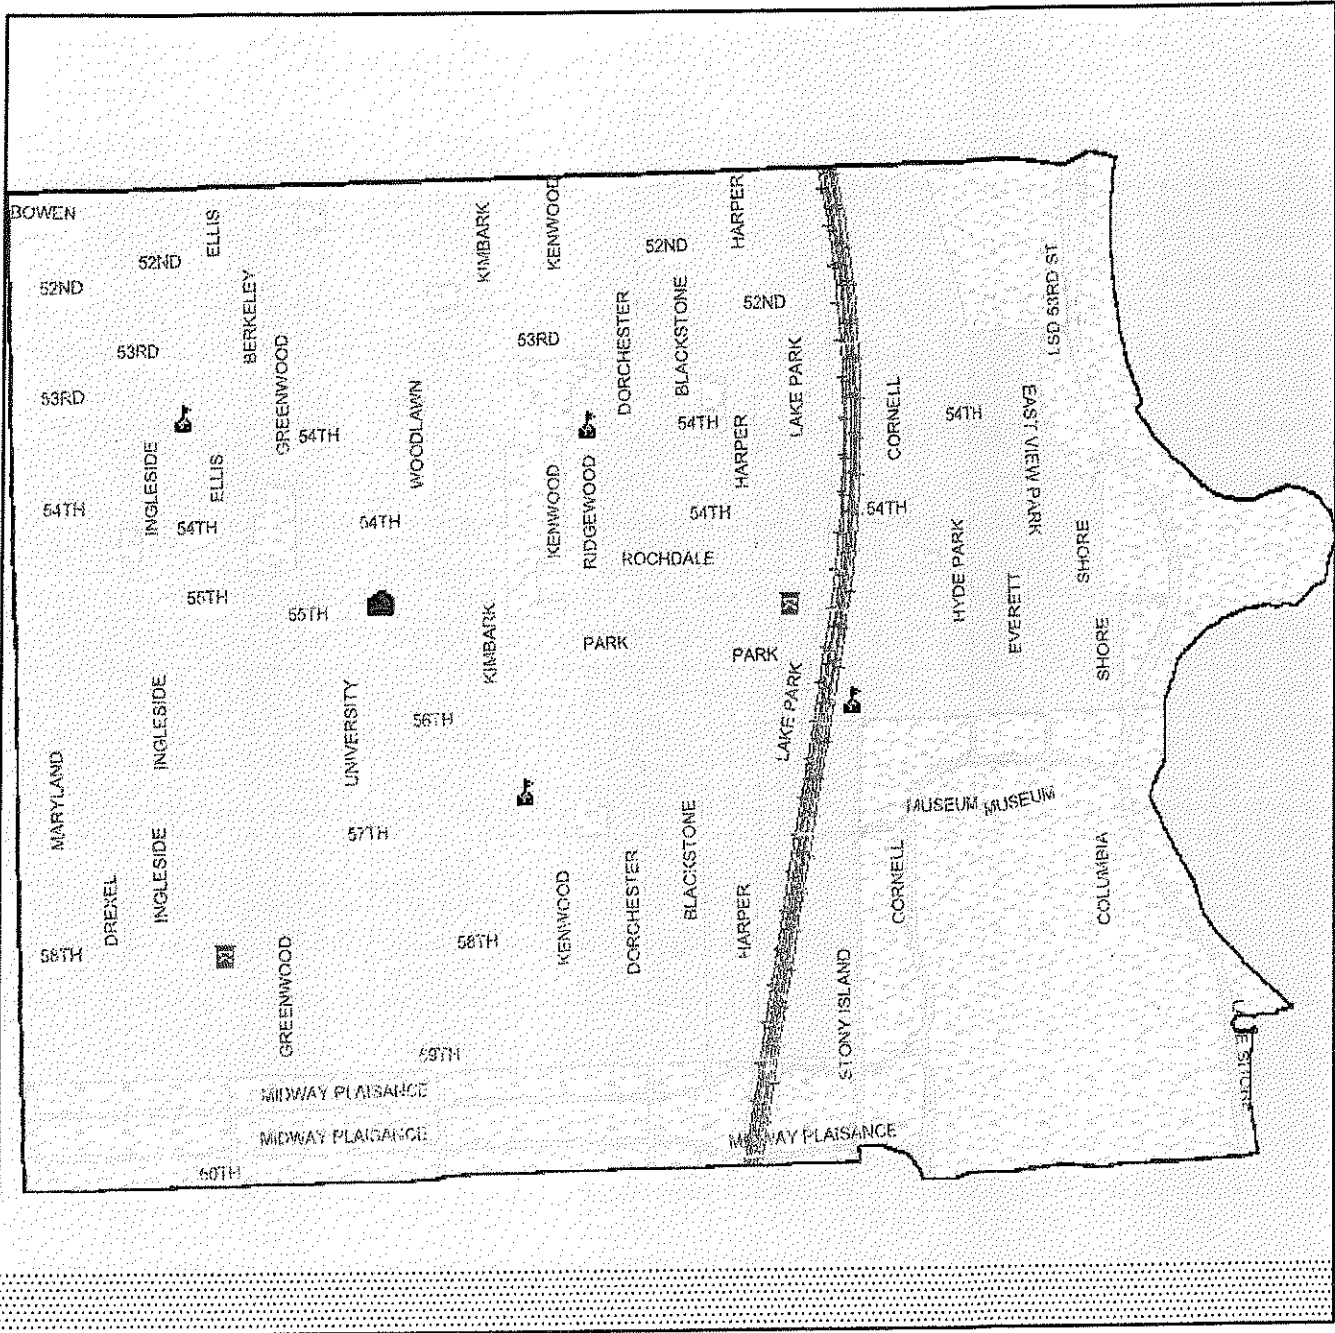 BOWEN
ELLIS
KIMBARK
KENWOOD
HARPER
52ND
52ND
52ND
BERKELEY
DORCHESTER
BLACKSTONE
52ND
LSD 53RD ST
53RD
53RD
GREENWOOD
LAKE PARK
53RD
WOODLAWN
CORNELL
54TH
EAST VIEW PARK
54TH
54TH
HARPER
INGLESIDE
ELLIS
KENWOOD
RIDGEWOOD
54TH
54TH
54TH
54TH
54TH
HYDE PARK
SHORE
ROCHDALE
55TH
55TH
EVERETT
KIMBARK
PARK
PARK
SHORE
INGLESIDE
UNIVERSITY
56TH
LAKE PARK
MARYLAND
MUSEUM
MUSEUM
57TH
INGLESIDE
BLACKSTONE
CORNELL
COLUMBIA
DREXEL
KENWOOD
DORCHESTER
HARPER
58TH
58TH
GREENWOOD
STONY ISLAND
59TH
MIDWAY PLAISANCE
MIDWAY PLAISANCE
MIDWAY PLAISANCE
60TH